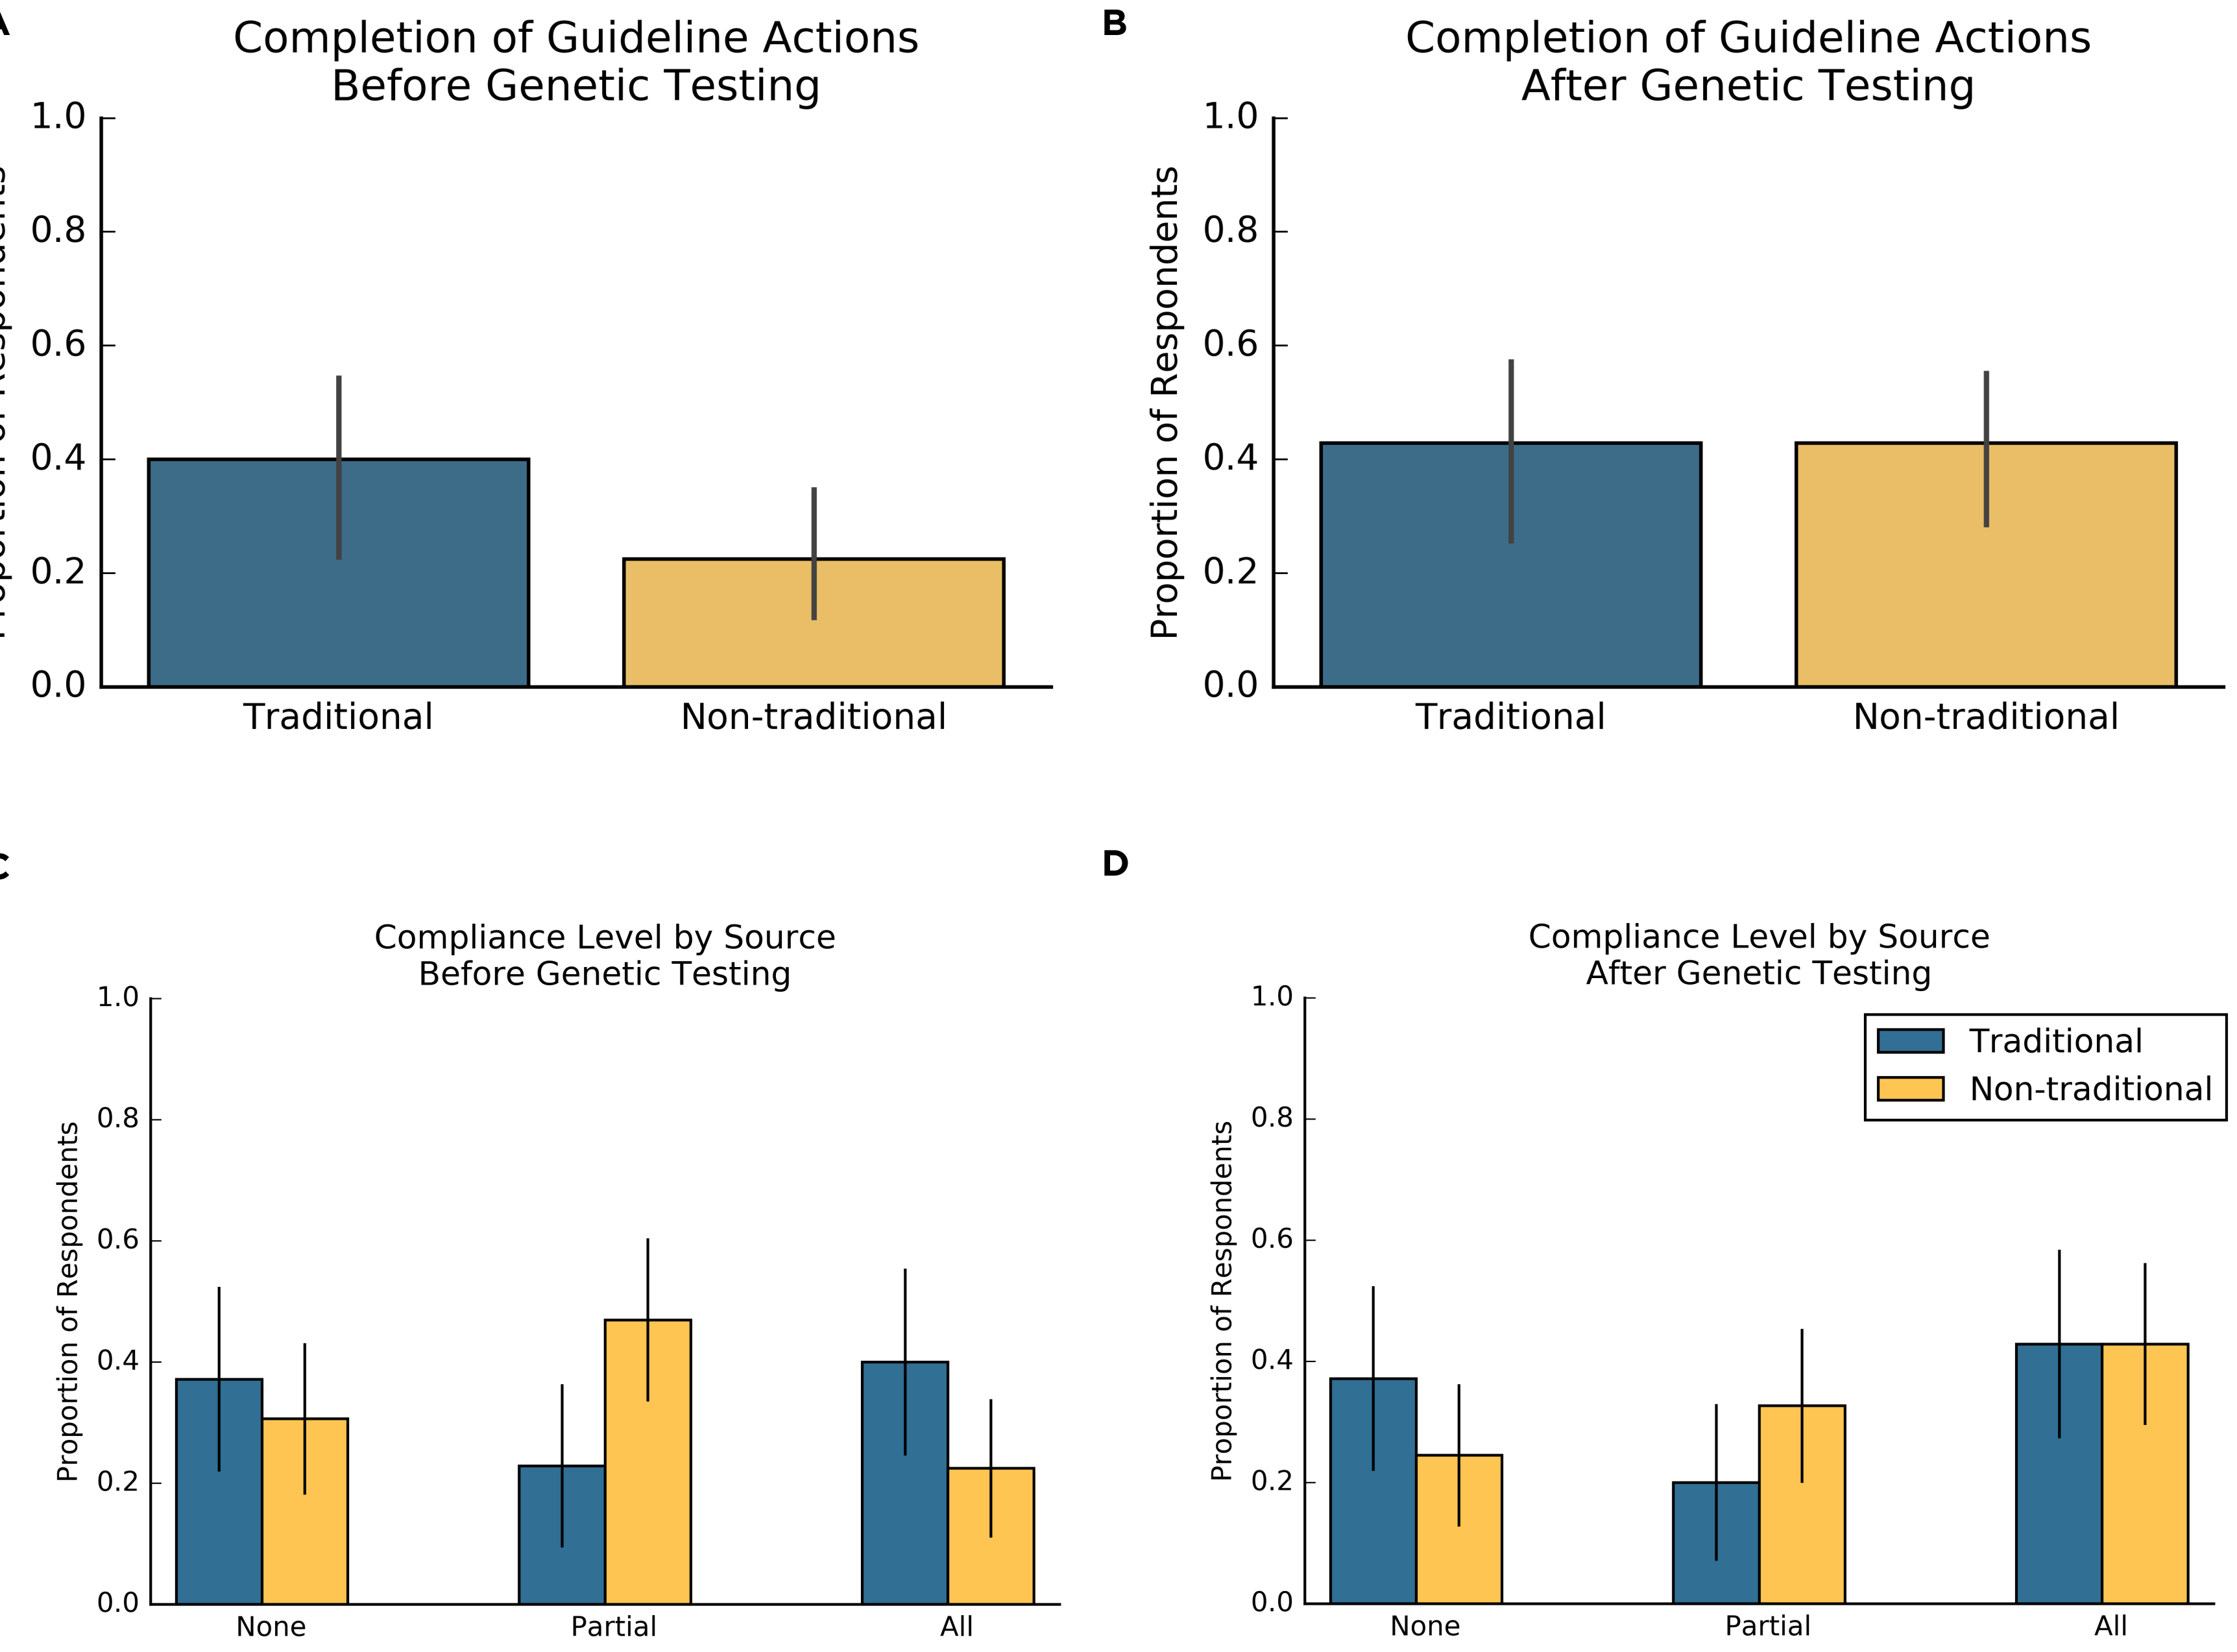 A
Completion of Guideline Actions
Before Genetic Testing
1.0
0.8
0.6
0.4
0.2
0.0
Proportion of Respondents
Traditional
Non-traditional
B
Completion of Guideline Actions
After Genetic Testing
1.0
0.8
0.6
0.4
0.2
0.0
Proportion of Respondents
Traditional
Non-traditional
C
Compliance Level by Source
Before Genetic Testing
1.0
0.8
0.6
0.4
0.2
0.0
Proportion of Respondents
None
Partial
All
D
Compliance Level by Source
After Genetic Testing
1.0
0.8
0.6
0.4
0.2
0.0
Proportion of Respondents
Traditional
Non-traditional
None
Partial
All